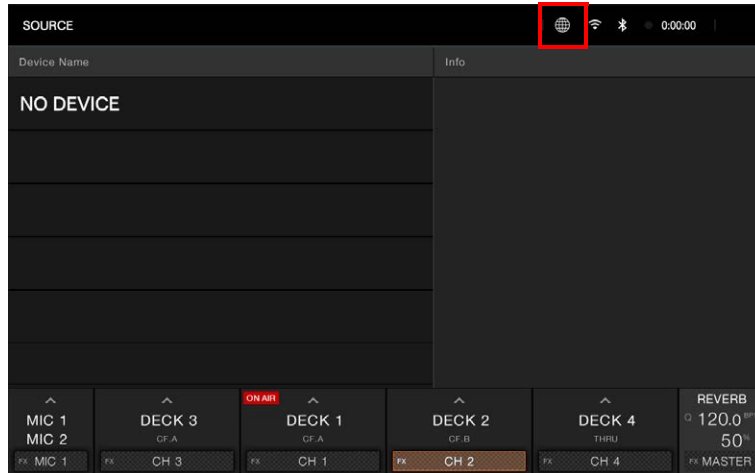 SOURCE 0:00:00
Device Name Info
NO DEVICE
ON AIR
MIC 1 DECK 3 DECK 1 DECK 2 DECK 4 REVERB
MIC 2 CF.A CF.A CF.B THRU Q 120.0 BP
50%
FX MIC 1 FX CH 3 FX CH 1 FX CH 2 FX CH 4 FX MASTER